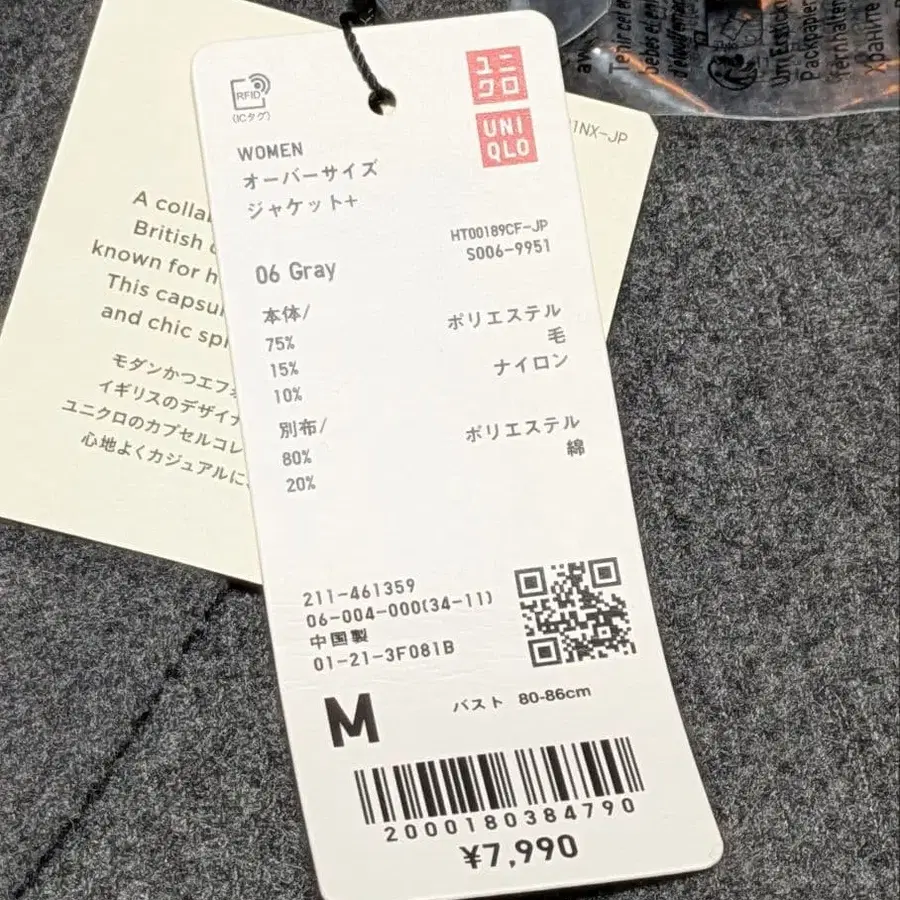 RFID
(ICタグ)
ユニ
クロ
UNI
QLO
WOMEN
オーバーサイズ
ジャケット+
HT00189CF-JP
S006-9951
06 Gray
本体/
75% ポリエステル
15% 毛
10% ナイロン
別布/
80% ポリエステル
20% 綿
211-461359
06-004-000(34-11)
中国製
01-21-3F081B
M バスト 80-86cm
2000180384790
¥7,990
A
British
known for
This
and chic
モダンかつエフ
イギリスのデザイ
ユニクロのカプセルコレ
心地よくカジュアルに、
1NX-JP